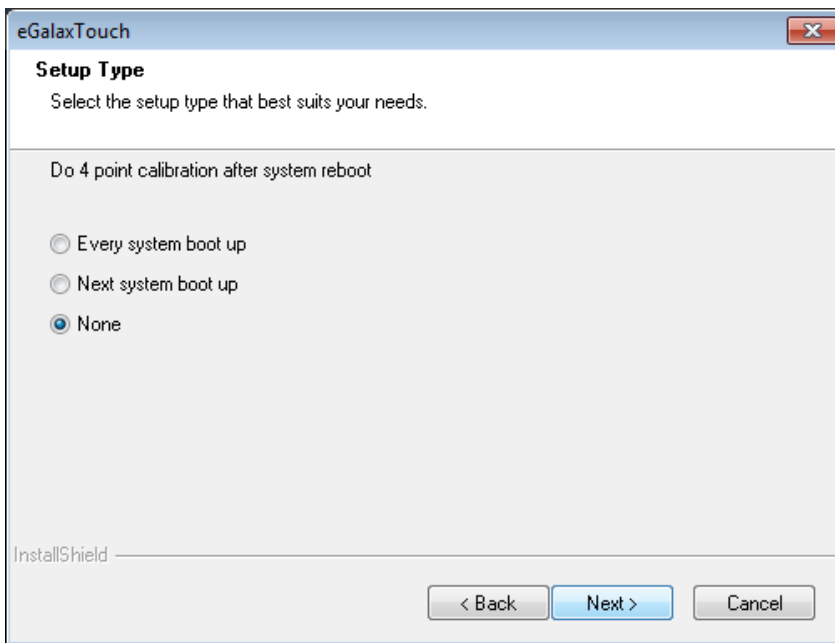 eGalaxTouch
Setup Type
Select the setup type that best suits your needs.
Do 4 point calibration after system reboot
Every system boot up
Next system boot up
None
InstallShield
< Back Next > Cancel